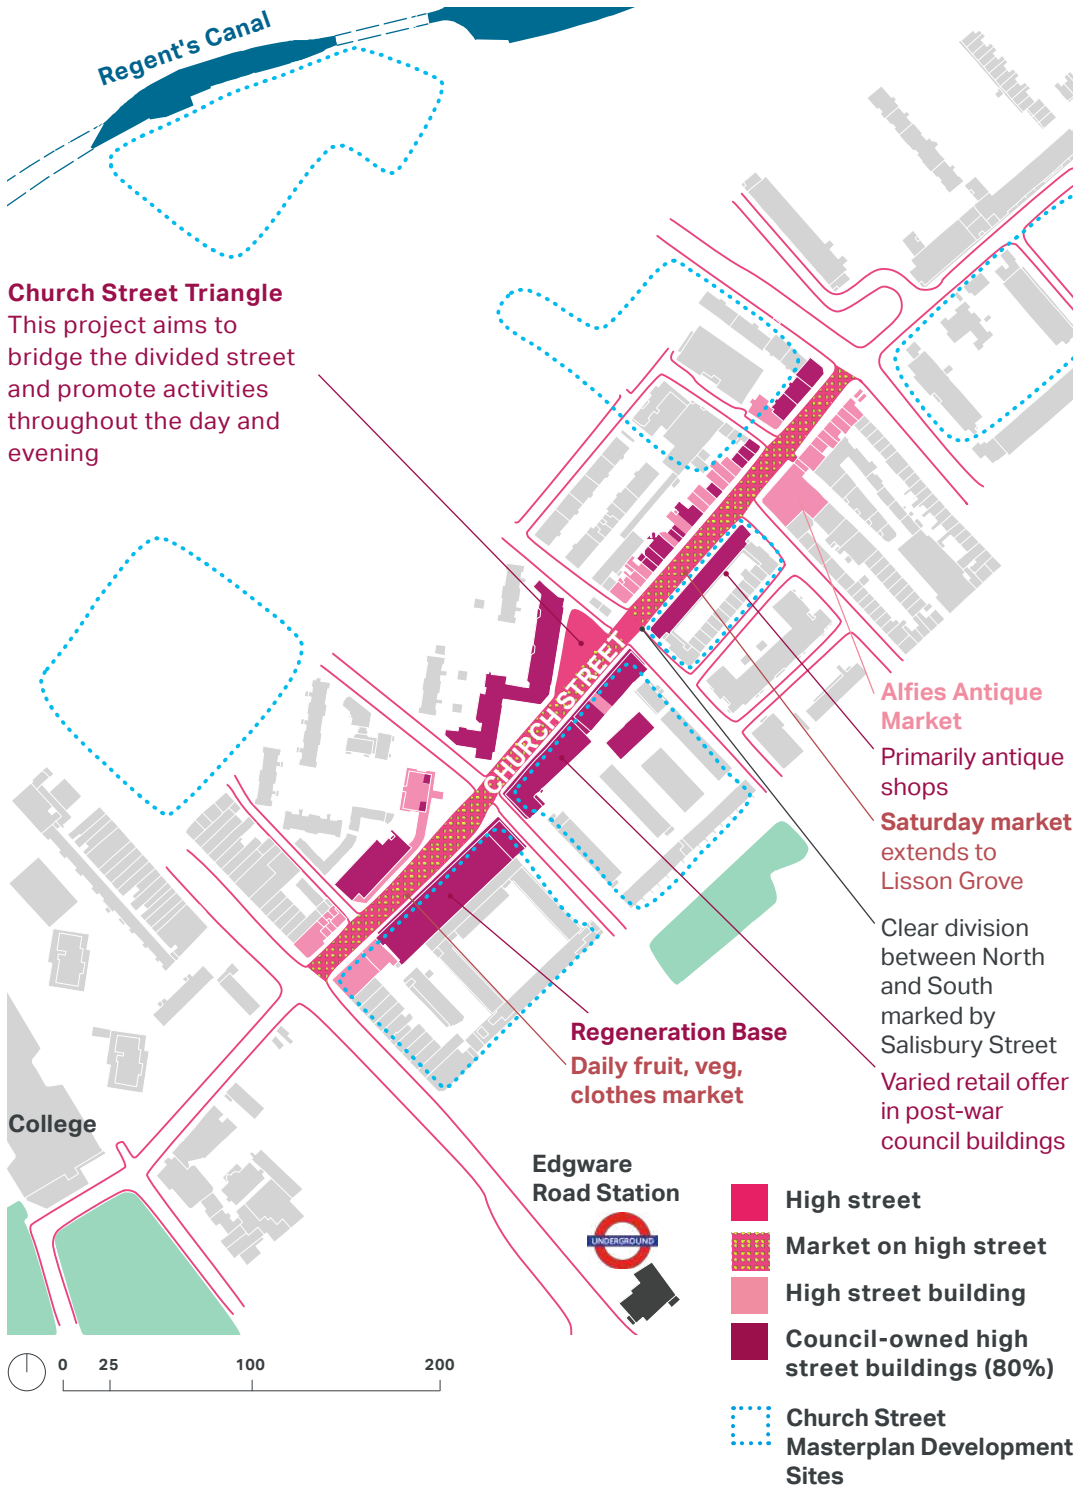 Regent's Canal
Church Street Triangle
This project aims to
bridge the divided street
and promote activities
throughout the day and
evening
CHURCH STREET
Alfies Antique
Market
Primarily antique
shops
Saturday market
extends to
Lisson Grove
Clear division
between North
and South
marked by
Salisbury Street
Varied retail offer
in post-war
council buildings
Regeneration Base
Daily fruit, veg,
clothes market
College
Edgware
Road Station
UNDERGROUND
High street
Market on high street
High street building
Council-owned high
street buildings (80%)
Church Street
Masterplan Development
Sites
0 25 100 200